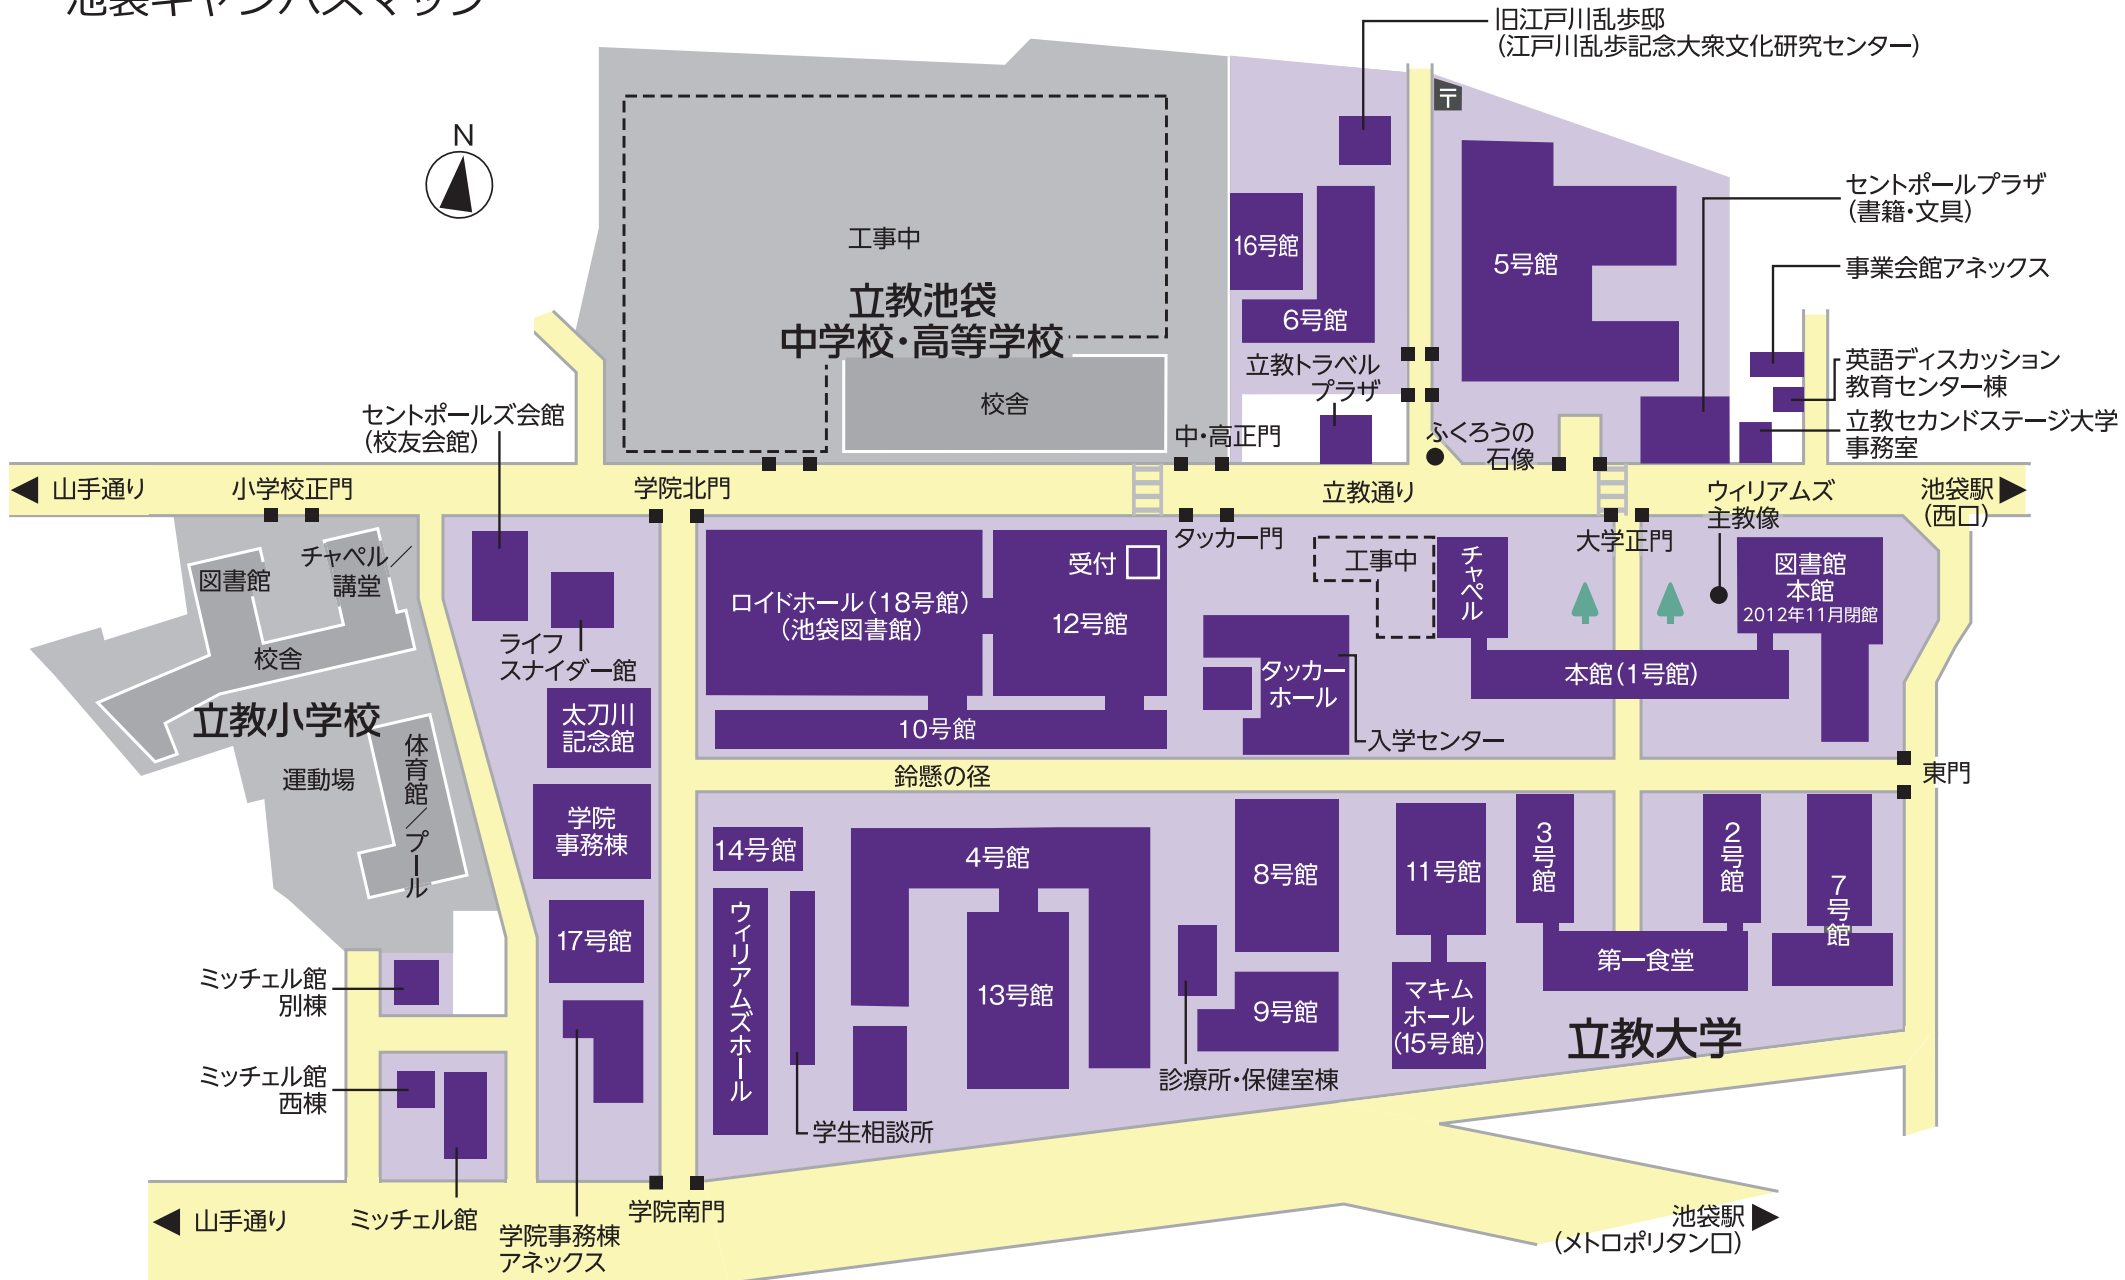 池袋キャンパスマップ
旧江戸川乱歩邸
(江戸川乱歩記念大衆文化研究センター)
〒
N
セントポールプラザ
(書籍・文具)
16号館
工事中
5号館
事業会館アネックス
立教池袋
中学校・高等学校
6号館
立教トラベル
プラザ
英語ディスカッション
教育センター棟
校舎
セントポールズ会館
(校友会館)
中・高正門
ふくろうの
石像
立教セカンドステージ大学
事務室
山手通り
小学校正門
学院北門
立教通り
ウィリアムズ
主教像
池袋駅
(西口)
タッカー門
大学正門
チャペル/
講堂
図書館
受付
工事中
チャペル
図書館
本館
2012年11月閉館
ロイドホール(18号館)
(池袋図書館)
12号館
ライフ
スナイダー館
校舎
タッカー
ホール
本館(1号館)
立教小学校
太刀川
記念館
10号館
入学センター
体育館/プール
運動場
鈴懸の径
東門
学院
事務棟
14号館
4号館
8号館
11号館
3号館
2号館
7号館
17号館
ウィリアムズホール
第一食堂
ミッチェル館
別棟
13号館
9号館
マキム
ホール
(15号館)
立教大学
ミッチェル館
西棟
診療所・保健室棟
学生相談所
山手通り
ミッチェル館
学院事務棟
アネックス
学院南門
池袋駅
(メトロポリタン口)